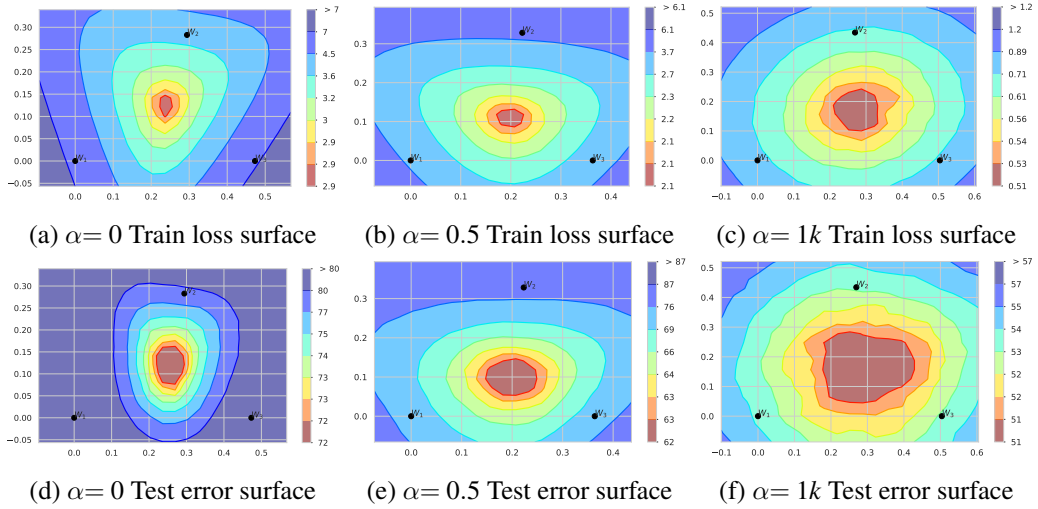 0.30
0.25
0.20
0.15
0.10
0.05
0.00
−0.05
0.0 0.1 0.2 0.3 0.4 0.5
W₁
W₂
W₃
> 7
7
4.5
3.2
3
2.9
2.9
0.3
0.2
0.1
0.0
0.0 0.1 0.2 0.3 0.4
W₁
W₂
W₃
> 6.1
6.1
3.7
2.7
2.2
2.2
2.1
2.1
0.5
0.4
0.3
0.2
0.1
0.0
−0.1 0.0 0.1 0.2 0.3 0.4 0.5 0.6
W₁
W₂
W₃
> 1.2
1.2
0.89
0.71
0.61
0.54
0.53
0.51
(a) α= 0 Train loss surface
(b) α= 0.5 Train loss surface
(c) α= 1k Train loss surface
0.30
0.25
0.20
0.15
0.10
0.05
0.00
−0.05
0.0 0.1 0.2 0.3 0.4 0.5
W₁
W₂
W₃
> 80
80
77
75
73
73
72
72
0.3
0.2
0.1
0.0
0.0 0.1 0.2 0.3 0.4
W₁
W₂
W₃
> 87
87
76
69
66
64
63
62
0.5
0.4
0.3
0.2
0.1
0.0
−0.1 0.0 0.1 0.2 0.3 0.4 0.5 0.6
W₁
W₂
W₃
> 57
57
55
54
53
52
51
51
(d) α= 0 Test error surface
(e) α= 0.5 Test error surface
(f) α= 1k Test error surface